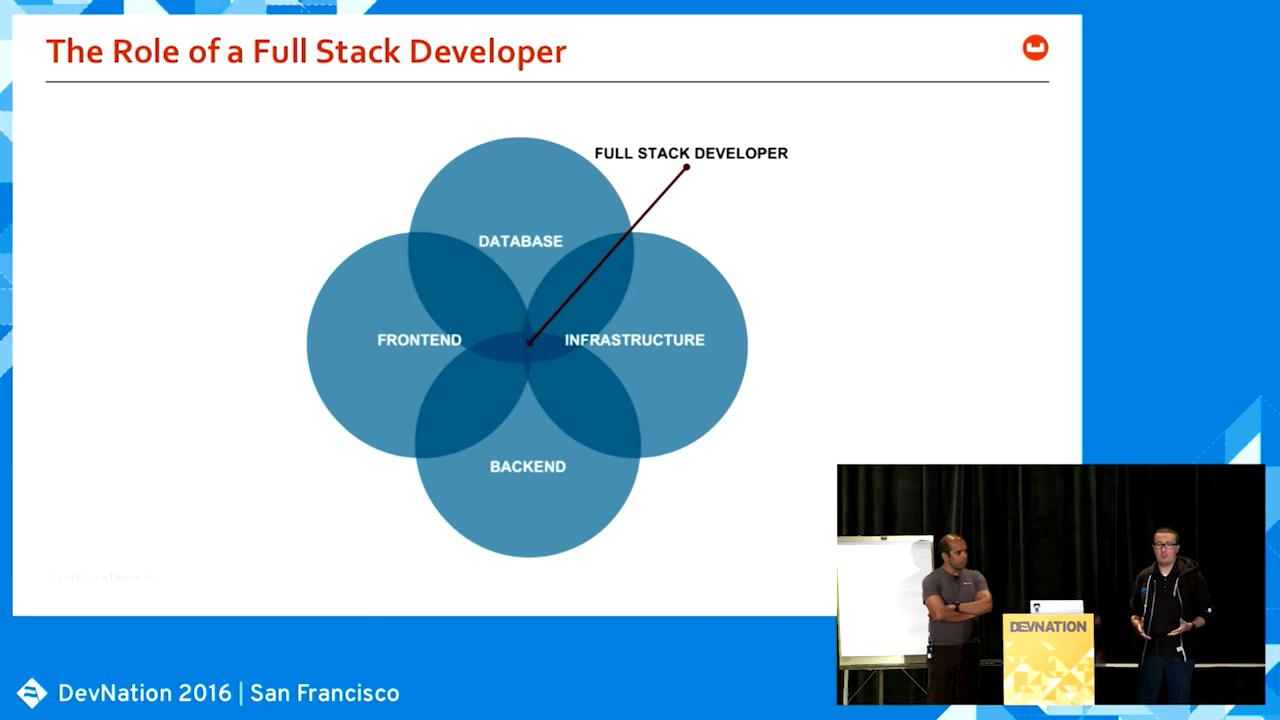 The Role of a Full Stack Developer
FULL STACK DEVELOPER
DATABASE
FRONTEND
INFRASTRUCTURE
BACKEND
DEVNATION
DevNation 2016 | San Francisco